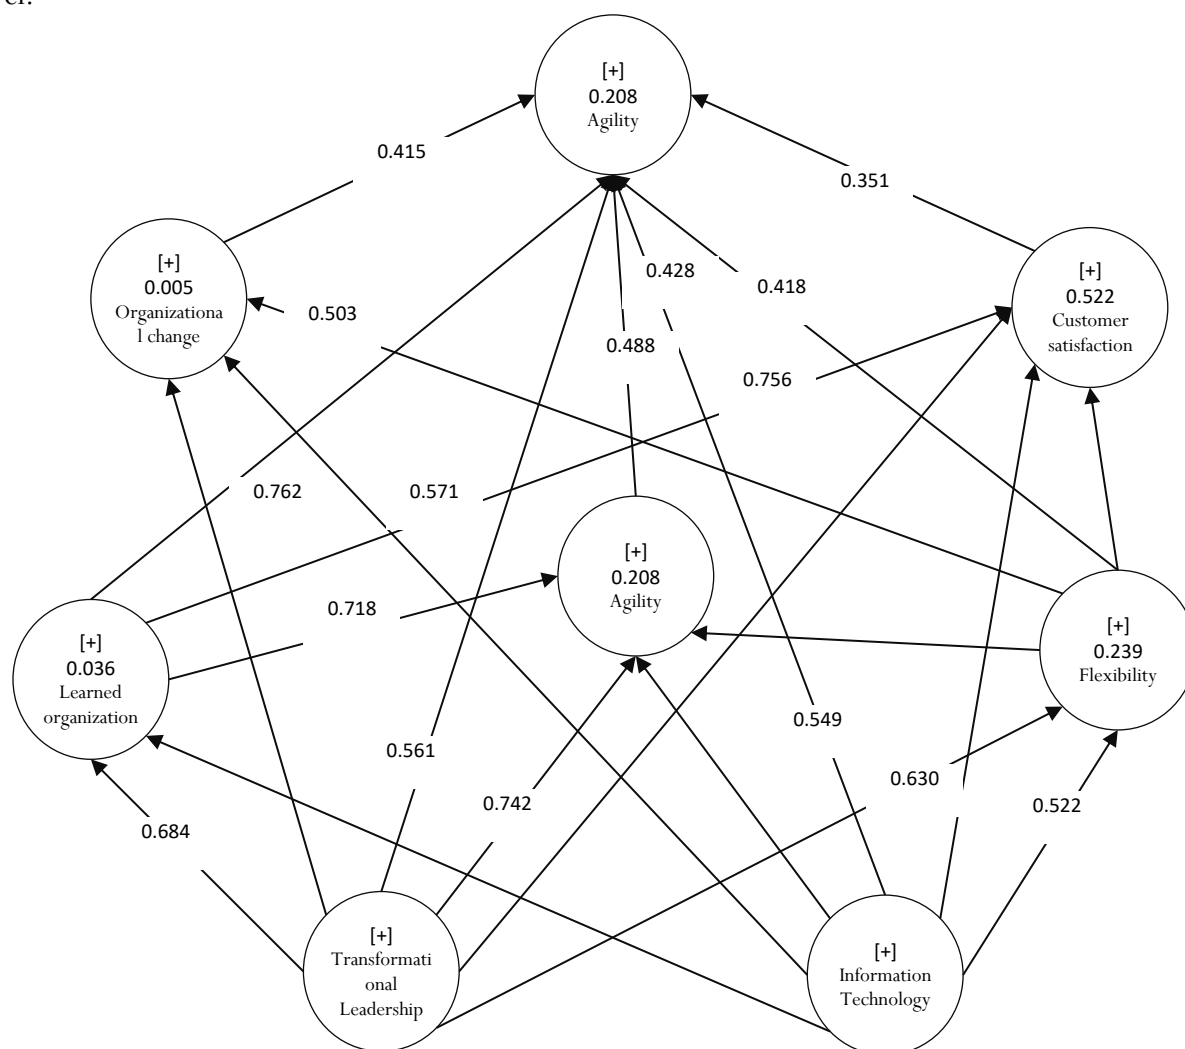 [+]
0.208
Agility
0.415
0.351
[+]
0.005
Organizationa
l change
[+]
0.522
Customer
satisfaction
0.428
0.418
0.503
0.488
0.756
0.762
0.571
[+]
0.208
Agility
0.718
[+]
0.036
Learned
organization
[+]
0.239
Flexibility
0.549
0.561
0.630
0.742
0.522
0.684
[+]
Transformati
onal
Leadership
[+]
Information
Technology